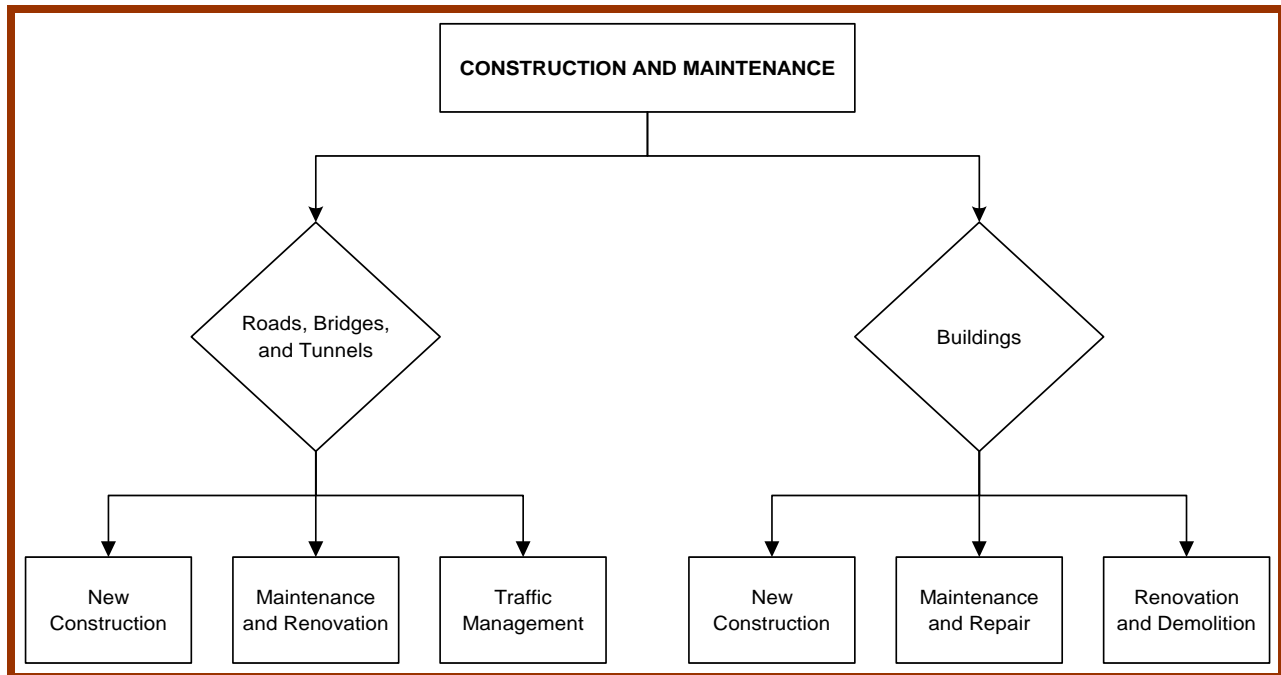 CONSTRUCTION AND MAINTENANCE
Roads, Bridges,
and Tunnels
Buildings
New
Construction
Maintenance
and Renovation
Traffic
Management
New
Construction
Maintenance
and Repair
Renovation
and Demolition